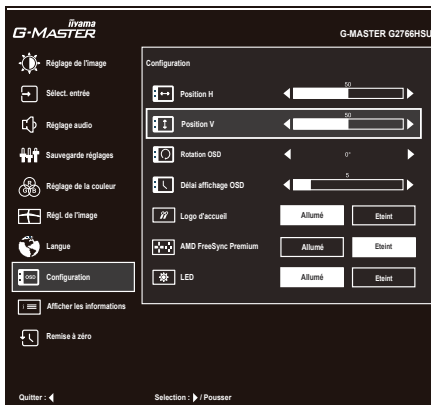 iiyama
G-MASTER
G-MASTER G2766HSU
Réglage de l'image
Sélect. entrée
Réglage audio
Sauvegarde réglages
R
G B
Réglage de la couleur
Régl. de l'image
Langue
OSD
Configuration
Afficher les informations
Remise à zéro
Configuration
Position H
50
Position V
50
Rotation OSD
0°
Délai affichage OSD
5
Logo d'accueil
Allumé
Eteint
AMD FreeSync Premium
Allumé
Eteint
LED
Allumé
Eteint
Quitter :
Selection : / Pousser